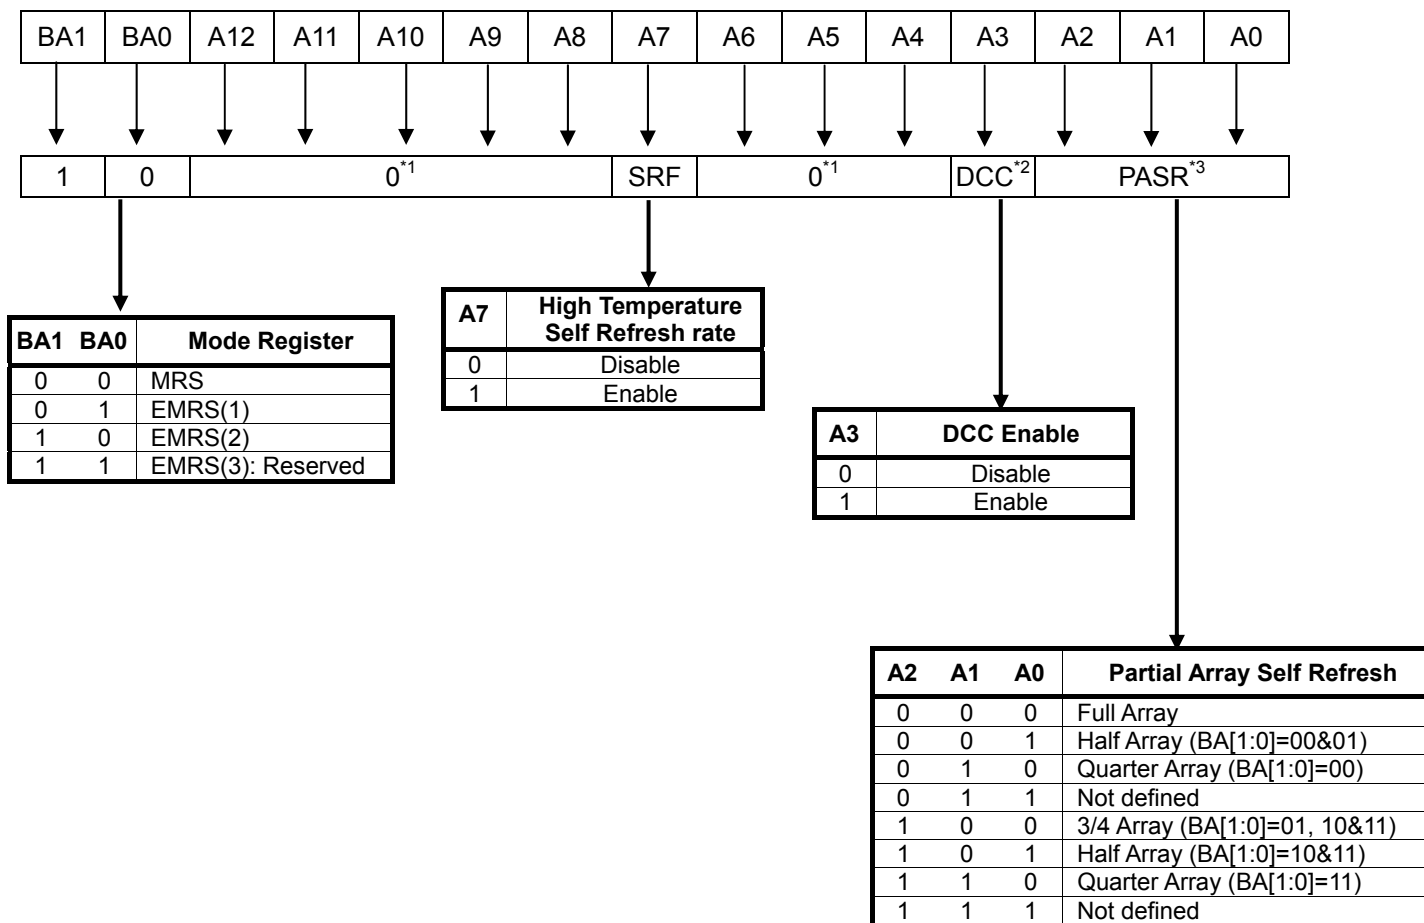 BA1 BA0 A12 A11 A10 A9 A8 A7 A6 A5 A4 A3 A2 A1 A0
1 0 0*1 SRF 0*1 DCC*2 PASR*3
BA1 BA0 Mode Register
0 0 MRS
0 1 EMRS(1)
1 0 EMRS(2)
1 1 EMRS(3): Reserved
A7 High Temperature
Self Refresh rate
0 Disable
1 Enable
A3 DCC Enable
0 Disable
1 Enable
A2 A1 A0 Partial Array Self Refresh
0 0 0 Full Array
0 0 1 Half Array (BA[1:0]=00&01)
0 1 0 Quarter Array (BA[1:0]=00)
0 1 1 Not defined
1 0 0 3/4 Array (BA[1:0]=01, 10&11)
1 0 1 Half Array (BA[1:0]=10&11)
1 1 0 Quarter Array (BA[1:0]=11)
1 1 1 Not defined